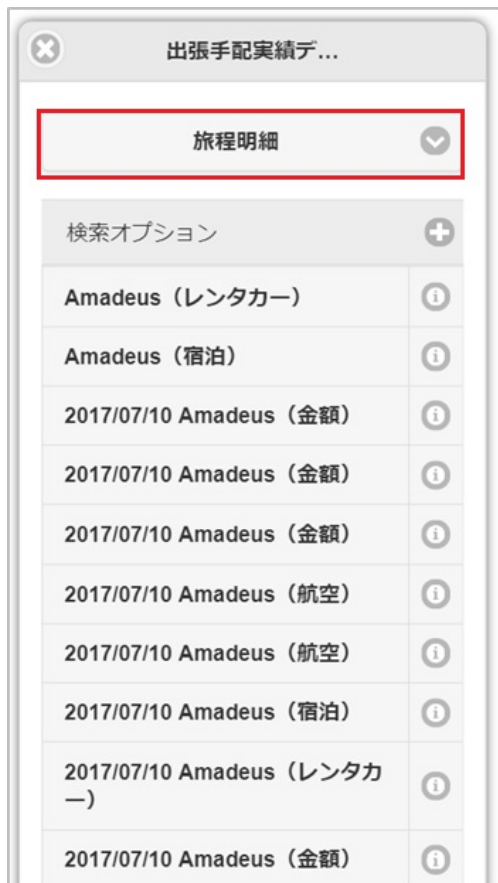 出張手配実績デ...
旅程明細
検索オプション
Amadeus（レンタカー）
Amadeus（宿泊）
2017/07/10 Amadeus（金額）
2017/07/10 Amadeus（金額）
2017/07/10 Amadeus（金額）
2017/07/10 Amadeus（航空）
2017/07/10 Amadeus（航空）
2017/07/10 Amadeus（宿泊）
2017/07/10 Amadeus（レンタカ
ー）
2017/07/10 Amadeus（金額）